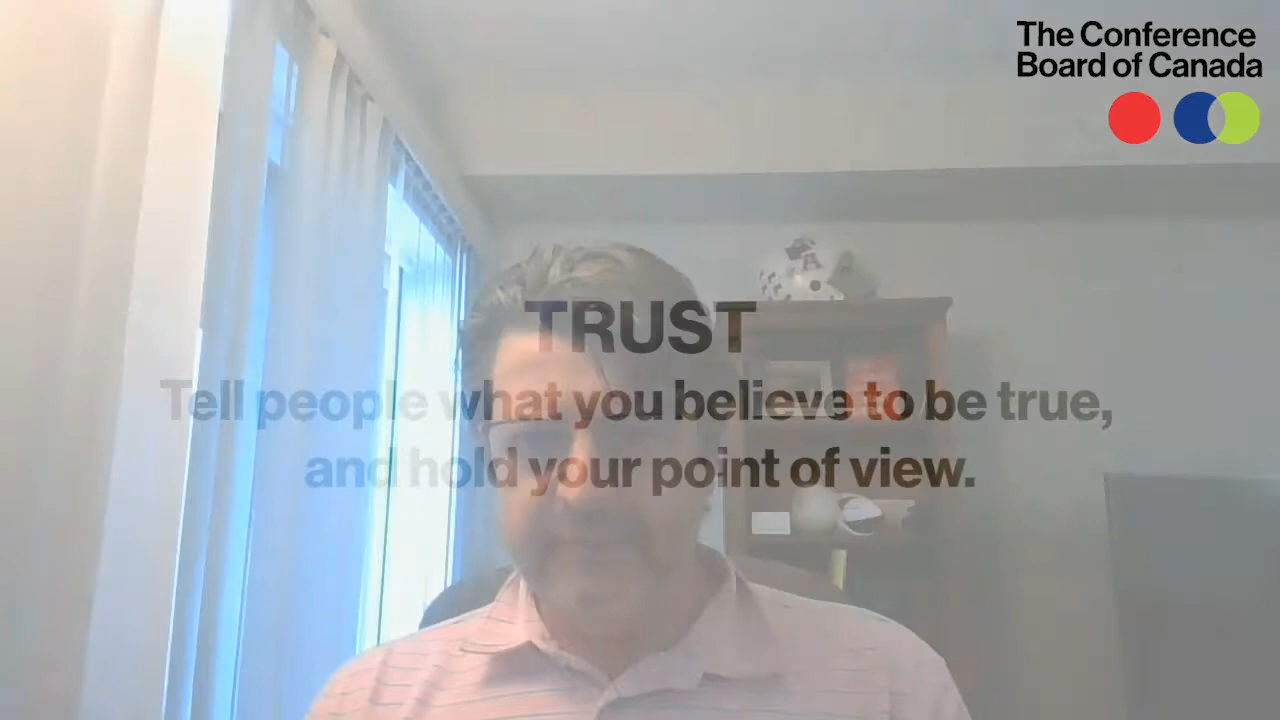 The Conference
Board of Canada
TRUST
Tell people what you believe to be true,
and hold your point of view.